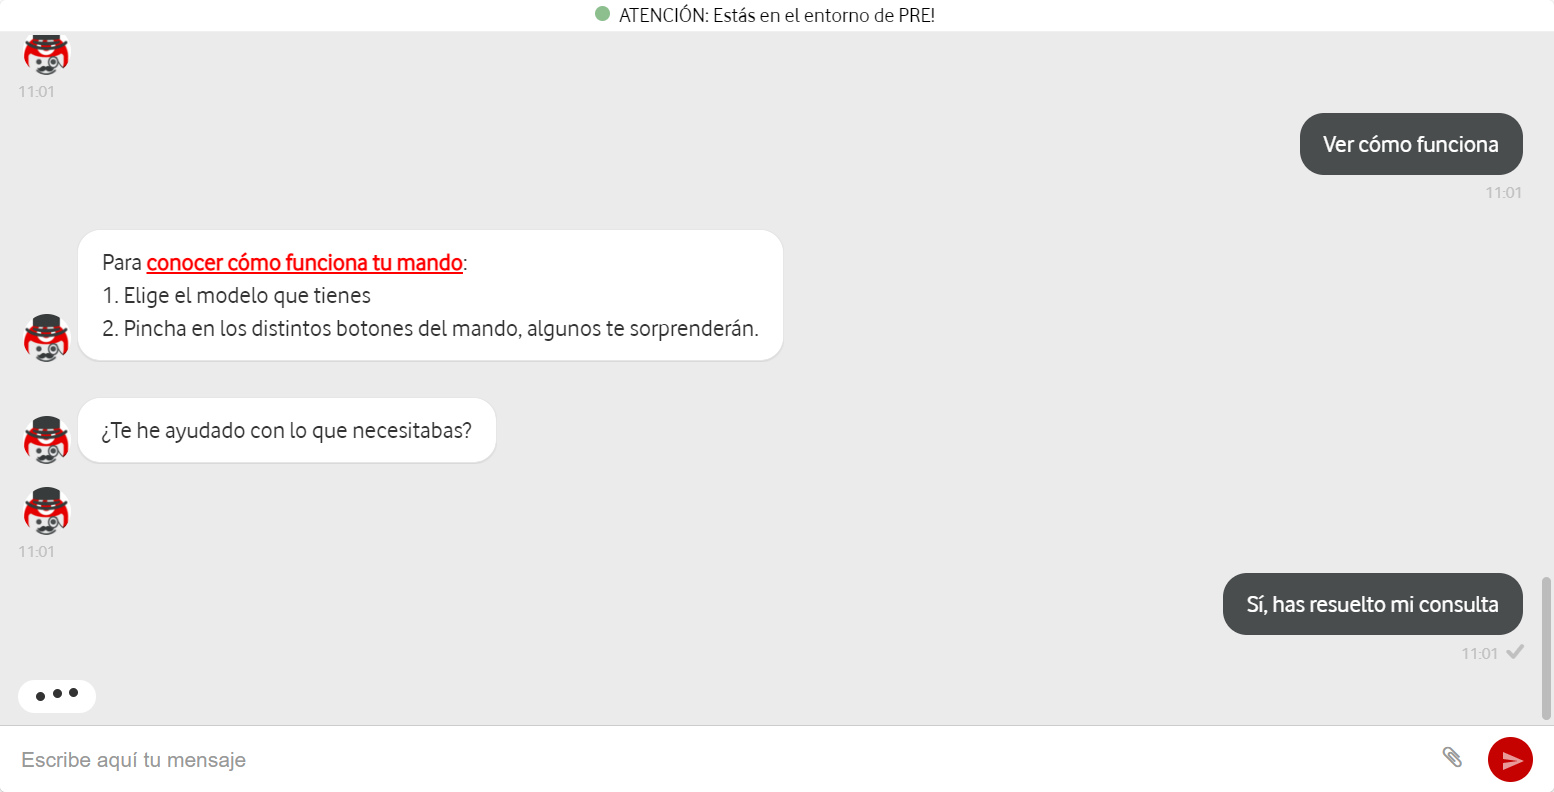 ATENCIÓN: Estás en el entorno de PRE!
11:01
Ver cómo funciona
11:01
Para conocer cómo funciona tu mando:
1. Elige el modelo que tienes
2. Pincha en los distintos botones del mando, algunos te sorprenderán.
¿Te he ayudado con lo que necesitabas?
11:01
Sí, has resuelto mi consulta
11:01
Escribe aquí tu mensaje